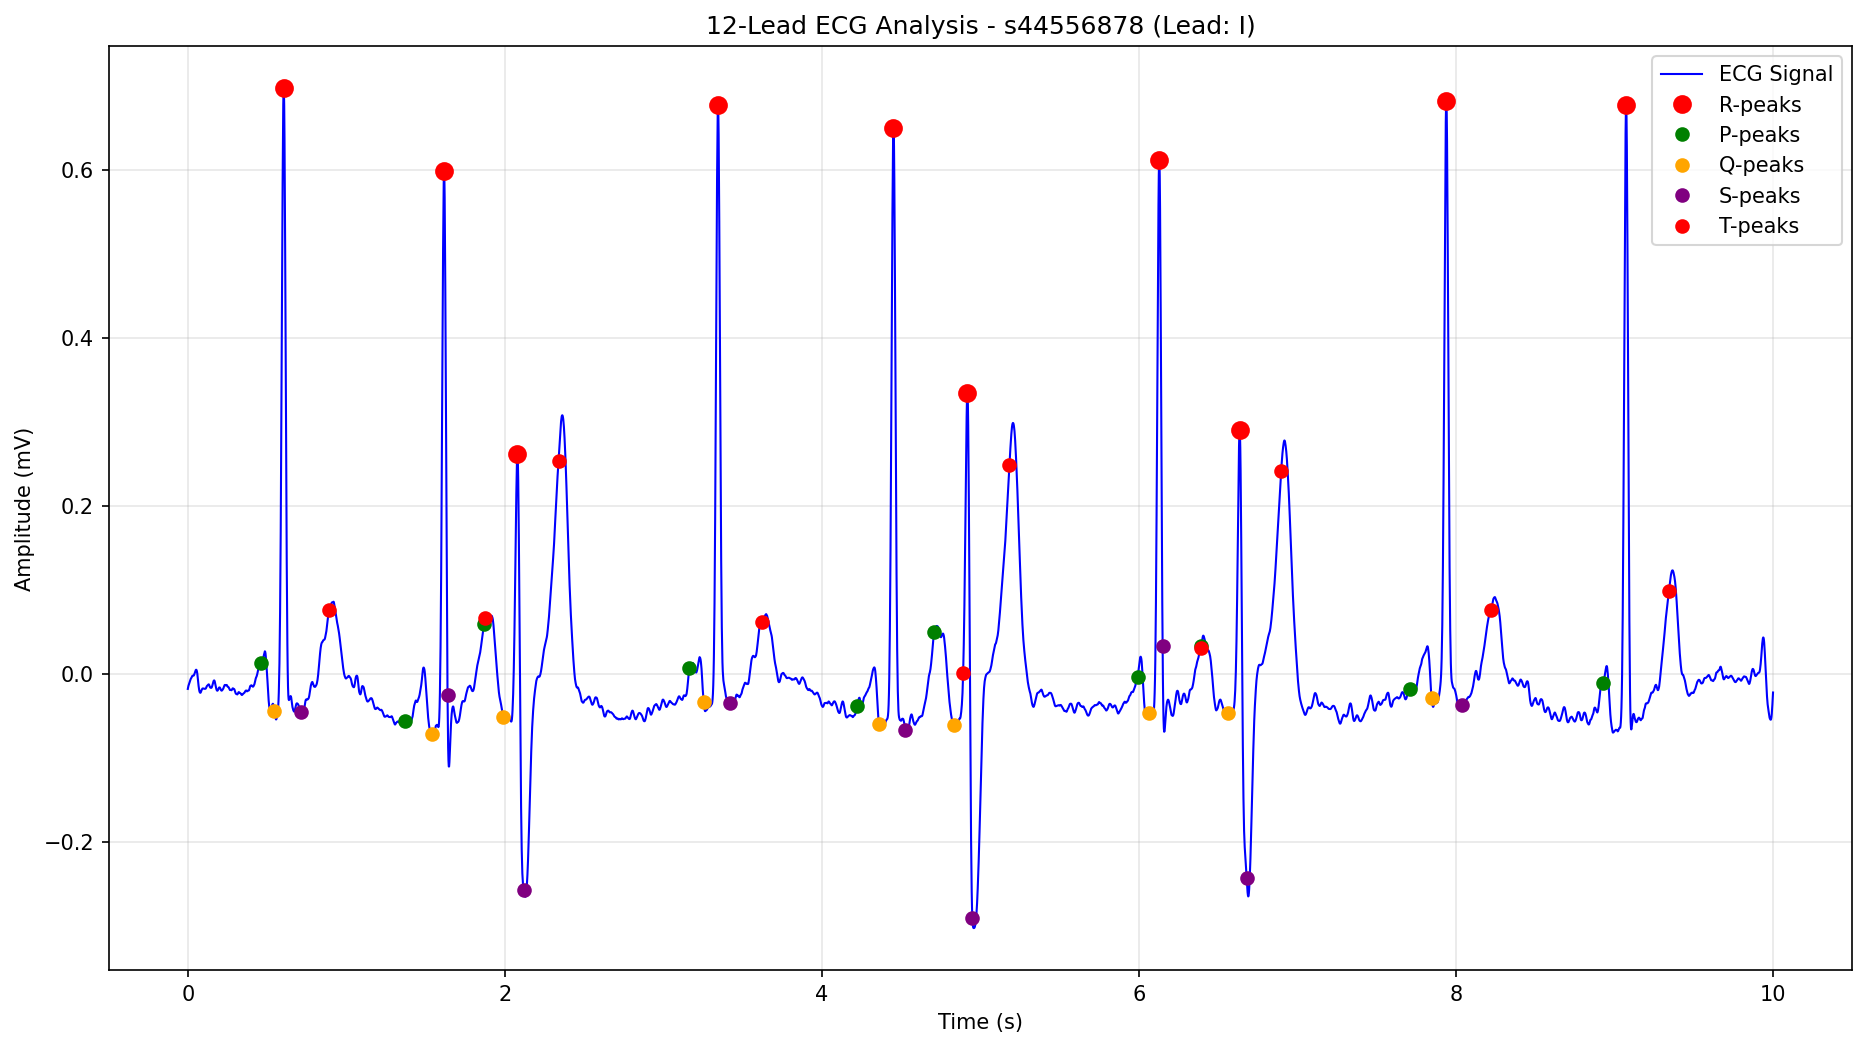 12-Lead ECG Analysis - s44556878 (Lead: I)
ECG Signal
R-peaks
P-peaks
Q-peaks
S-peaks
T-peaks
Amplitude (mV)
0.6
0.4
0.2
0.0
−0.2
0 2 4 6 8 10
Time (s)